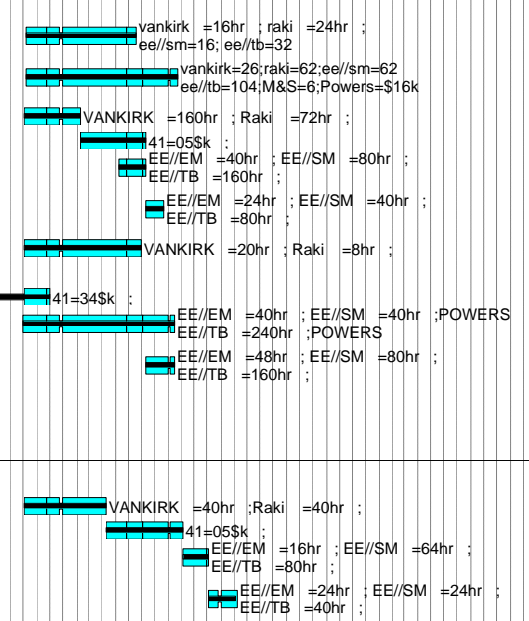 vankirk =16hr ; raki =24hr ;
ee//sm=16; ee//tb=32
vankirk=26;raki=62;ee//sm=62
ee//tb=104;M&S=6;Powers=$16k
VANKIRK =160hr ; Raki =72hr ;
41=05$k ;
EE//EM =40hr ; EE//SM =80hr ;
EE//TB =160hr ;
EE//EM =24hr ; EE//SM =40hr ;
EE//TB =80hr ;
VANKIRK =20hr ; Raki =8hr ;
41=34$k ;
EE//EM =40hr ; EE//SM =40hr ;POWERS
EE//TB =240hr ;POWERS
EE//EM =48hr ; EE//SM =80hr ;
EE//TB =160hr ;
VANKIRK =40hr ;Raki =40hr ;
41=05$k ;
EE//EM =16hr ; EE//SM =64hr ;
EE//TB =80hr ;
EE//EM =24hr ; EE//SM =24hr ;
EE//TB =40hr ;